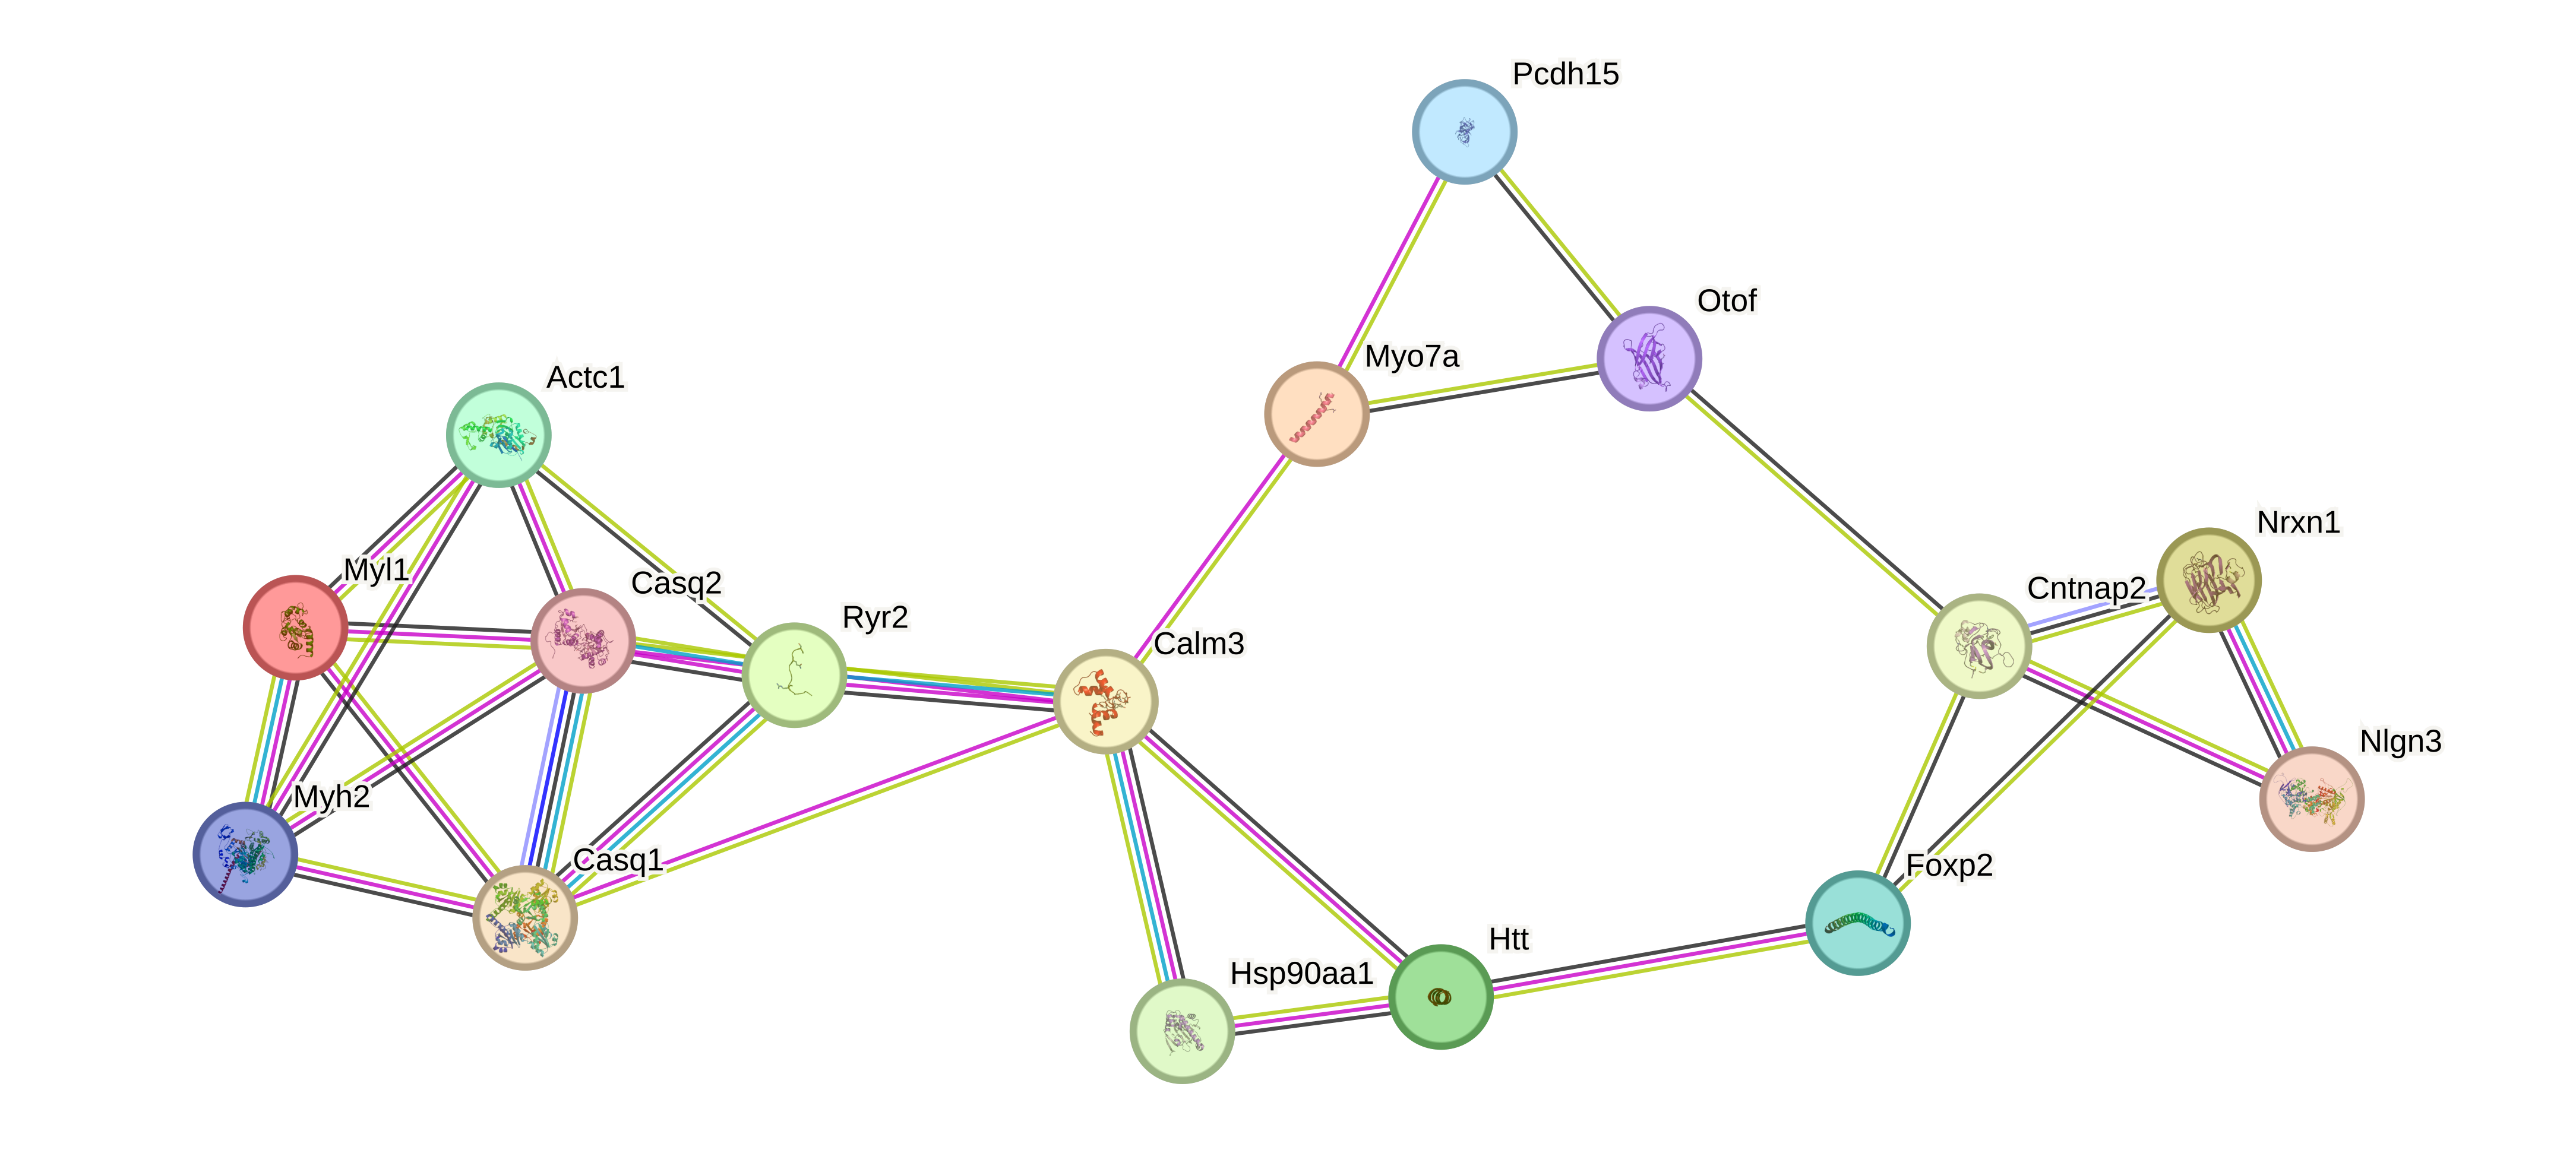 Pcdh15
Otof
Myo7a
Actc1
Nrxn1
Myl1
Casq2
Cntnap2
Ryr2
Calm3
Nlgn3
Myh2
Casq1
Foxp2
Htt
Hsp90aa1